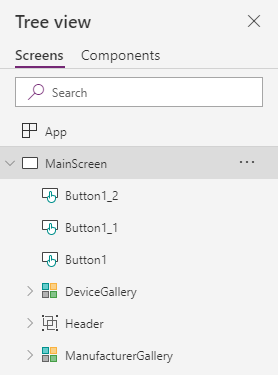 Tree view
Screens Components
Search
App
MainScreen
Button1_2
Button1_1
Button1
DeviceGallery
Header
ManufacturerGallery